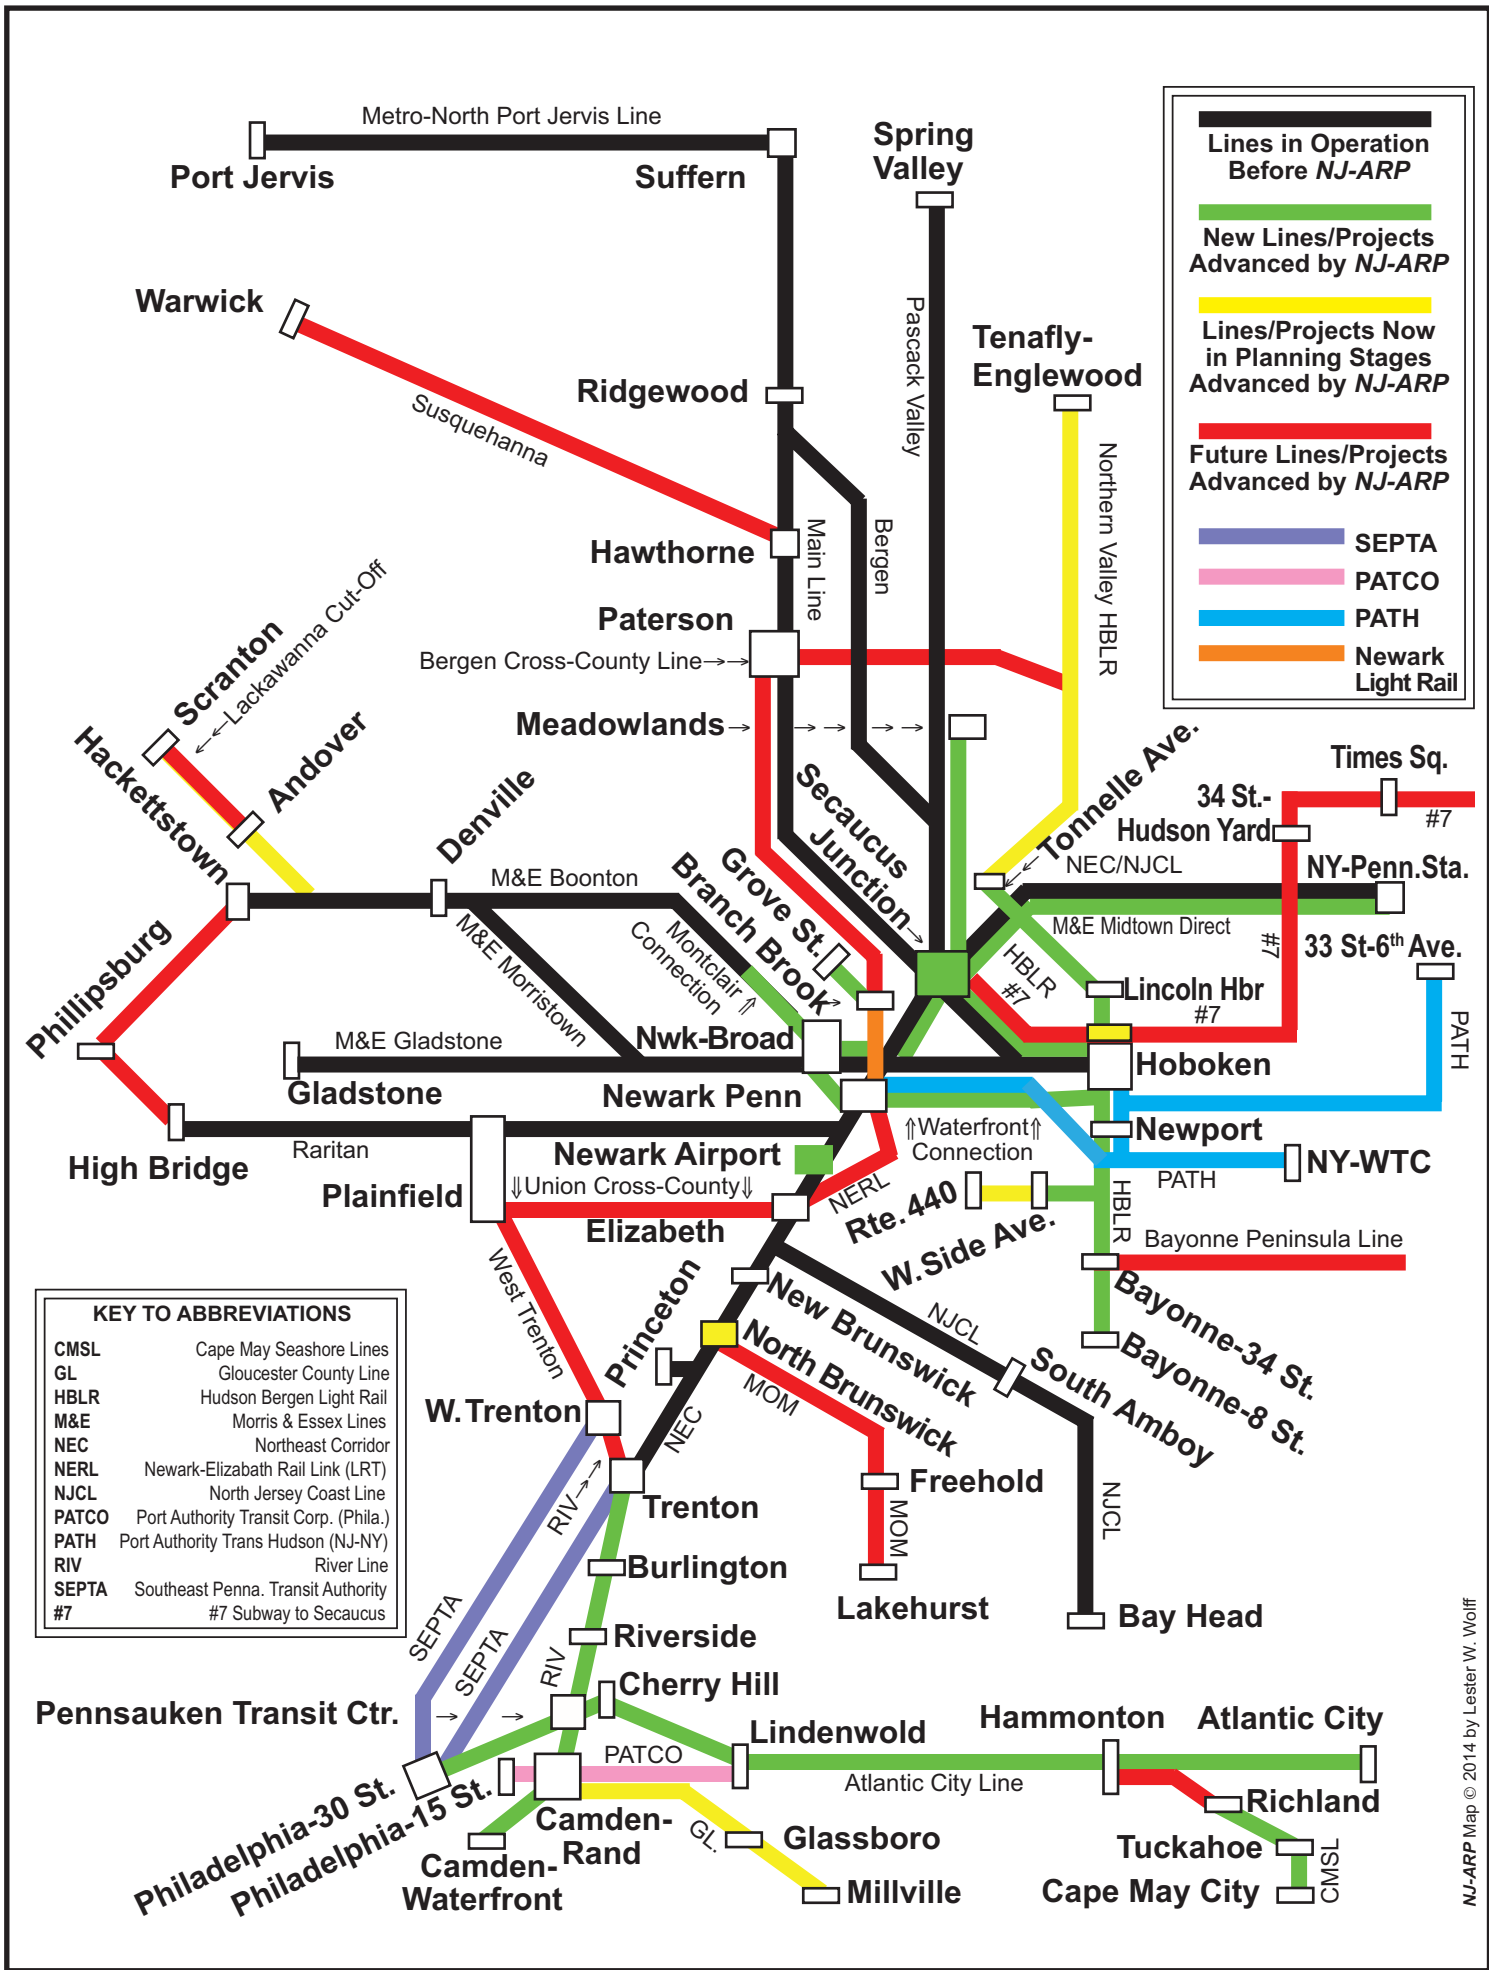 Metro-North Port Jervis Line
Port Jervis
Suffern
Spring
Valley
Lines in Operation
Before NJ-ARP
New Lines/Projects
Advanced by NJ-ARP
Lines/Projects Now
in Planning Stages
Advanced by NJ-ARP
Future Lines/Projects
Advanced by NJ-ARP
SEPTA
PATCO
PATH
Newark
Light Rail
Warwick
Susquehanna
Ridgewood
Pascack Valley
Tenafly-
Englewood
Northern Valley HBLR
Hawthorne
Main Line
Bergen
Paterson
Bergen Cross-County Line→→
Meadowlands→ →→ →→
Scranton
←←Lackawanna Cut-Off
Andover
Hackettstown
Denville
Secaucus
Junction→
Tonnelle Ave.
Times Sq.
#7
34 St.-
Hudson Yard
NEC/NJCL
NY-Penn.Sta.
M&E Midtown Direct
33 St-6th Ave.
#7
M&E Boonton
M&E Morristown
Montclair ⇑
Connection
Branch Brook→
Grove St.
HBLR
#7
Lincoln Hbr
#7
PATH
Phillipsburg
M&E Gladstone
Gladstone
Nwk-Broad
Hoboken
Newark Penn
⇑Waterfront⇑
Connection
Newport
NY-WTC
PATH
Raritan
High Bridge
Newark Airport
Plainfield
⇓Union Cross-County⇓
Elizabeth
NERL
Rte. 440
W.Side Ave.
HBLR
Bayonne Peninsula Line
Bayonne-34 St.
Bayonne-8 St.
West Trenton
Princeton
New Brunswick
North Brunswick
NJCL
South Amboy
NJCL
Bay Head
KEY TO ABBREVIATIONS
CMSL Cape May Seashore Lines
GL Gloucester County Line
HBLR Hudson Bergen Light Rail
M&E Morris & Essex Lines
NEC Northeast Corridor
NERL Newark-Elizabath Rail Link (LRT)
NJCL North Jersey Coast Line
PATCO Port Authority Transit Corp. (Phila.)
PATH Port Authority Trans Hudson (NJ-NY)
RIV River Line
SEPTA Southeast Penna. Transit Authority
#7 #7 Subway to Secaucus
W.Trenton
NEC
MOM
Freehold
MOM
Lakehurst
RIV→→
Trenton
Burlington
SEPTA
SEPTA
Riverside
RIV
Cherry Hill
Pennsauken Transit Ctr. → →
Lindenwold
Hammonton
Atlantic City
PATCO
Atlantic City Line
Philadelphia-30 St.
Philadelphia-15 St.
Camden-
Rand
Camden-
Waterfront
GL.
Glassboro
Millville
Richland
Tuckahoe
Cape May City
CMSL
NJ-ARP Map © 2014 by Lester W. Wolff